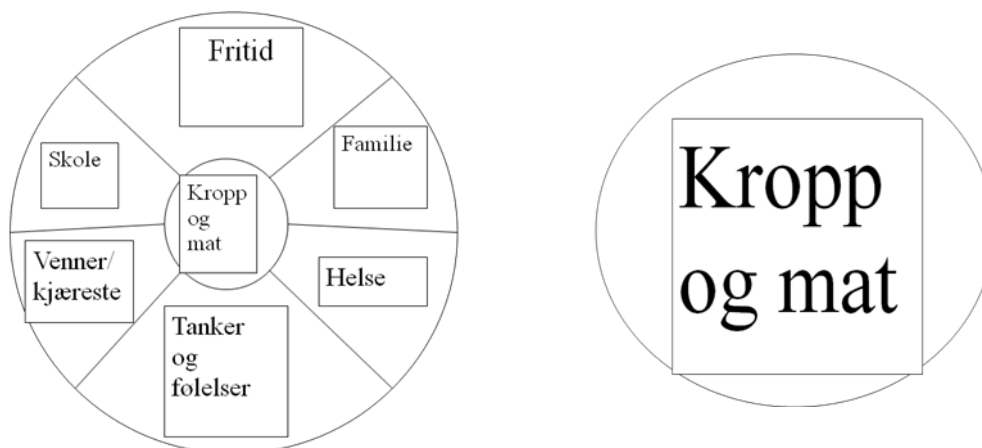 Fritid
Skole
Familie
Kropp
og
mat
Venner/
kjæreste
Helse
Tanker
og
følelser
Kropp
og mat